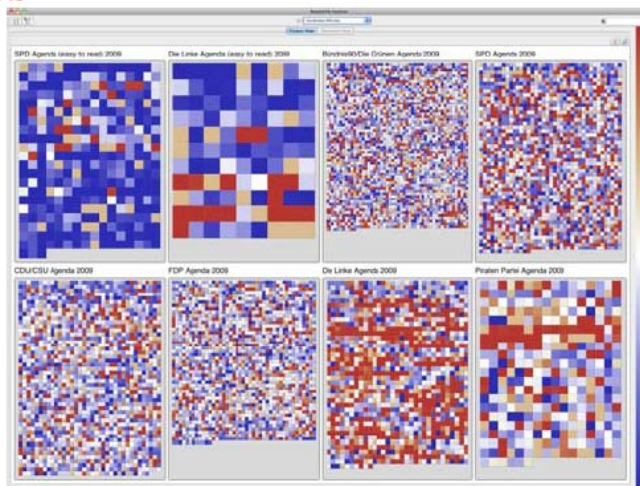 SPD Agenda (easy to read) 2009
Die Linke Agenda (easy to read) 2009
Bündnis90/Die Grünen Agenda 2009
SPD Agenda 2009
CDU/CSU Agenda 2009
FDP Agenda 2009
De Linke Agenda 2009
Piraten Partei Agenda 2009